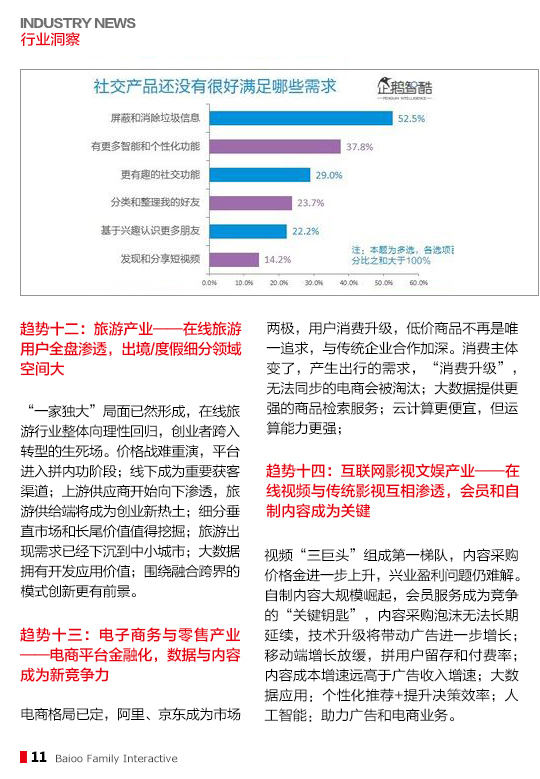 INDUSTRY NEWS
行业洞察
社交产品还没有很好满足哪些需求
企鹅智酷
PENGUIN INTELLIGENCE
屏蔽和消除垃圾信息
52.5%
有更多智能和个性化功能
37.8%
更有趣的社交功能
29.0%
分类和整理我的好友
23.7%
基于兴趣认识更多朋友
22.2%
发现和分享短视频
14.2%
注：本题为多选，各选项百
分比之和大于100%
0.0% 10.0% 20.0% 30.0% 40.0% 50.0% 60.0%
趋势十二：旅游产业——在线旅游
用户全盘渗透，出境/度假细分领域
空间大
“一家独大”局面已然形成，在线旅
游行业整体向理性回归，创业者跨入
转型的生死场。价格战难重演，平台
进入拼内功阶段；线下成为重要获客
渠道；上游供应商开始向下渗透，旅
游供给端将成为创业新热土；细分垂
直市场和长尾价值值得挖掘；旅游出
现需求已经下沉到中小城市；大数据
拥有开发应用价值；围绕融合跨界的
模式创新更有前景。
趋势十三：电子商务与零售产业
——电商平台金融化，数据与内容
成为新竞争力
电商格局已定，阿里、京东成为市场
两极，用户消费升级，低价商品不再是唯
一追求，与传统企业合作加深。消费主体
变了，产生出行的需求，“消费升级”，
无法同步的电商会被淘汰；大数据提供更
强的商品检索服务；云计算更便宜，但运
算能力更强；
趋势十四：互联网影视文娱产业——在
线视频与传统影视互相渗透，会员和自
制内容成为关键
视频“三巨头”组成第一梯队，内容采购
价格金进一步上升，兴业盈利问题仍难解。
自制内容大规模崛起，会员服务成为竞争
的“关键钥匙”，内容采购泡沫无法长期
延续，技术升级将带动广告进一步增长；
移动端增长放缓，拼用户留存和付费率；
内容成本增速远高于广告收入增速；大数
据应用：个性化推荐+提升决策效率；人
工智能：助力广告和电商业务。
11 Baioo Family Interactive